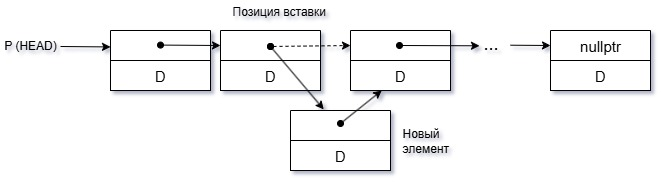 Позиция вставки
P (HEAD)
...
nullptr
D
D
D
D
Новый
элемент
D